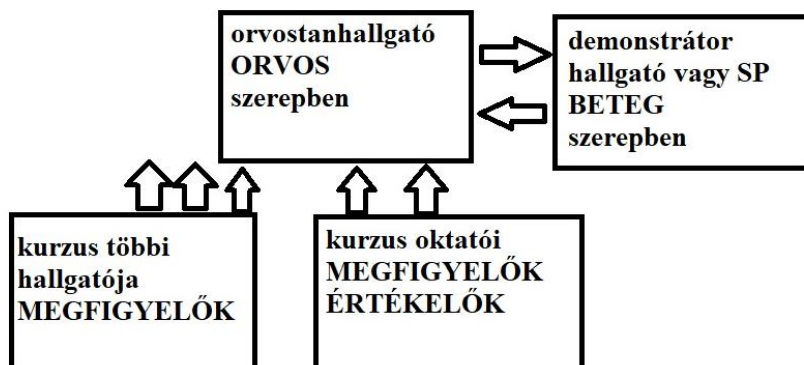 orvostanhallgató
ORVOS
szerepben
demonstrátor
hallgató vagy SP
BETEG
szerepben
kurzus többi
hallgatója
MEGFIGYELŐK
kurzus oktatói
MEGFIGYELŐK
ÉRTÉKELŐK